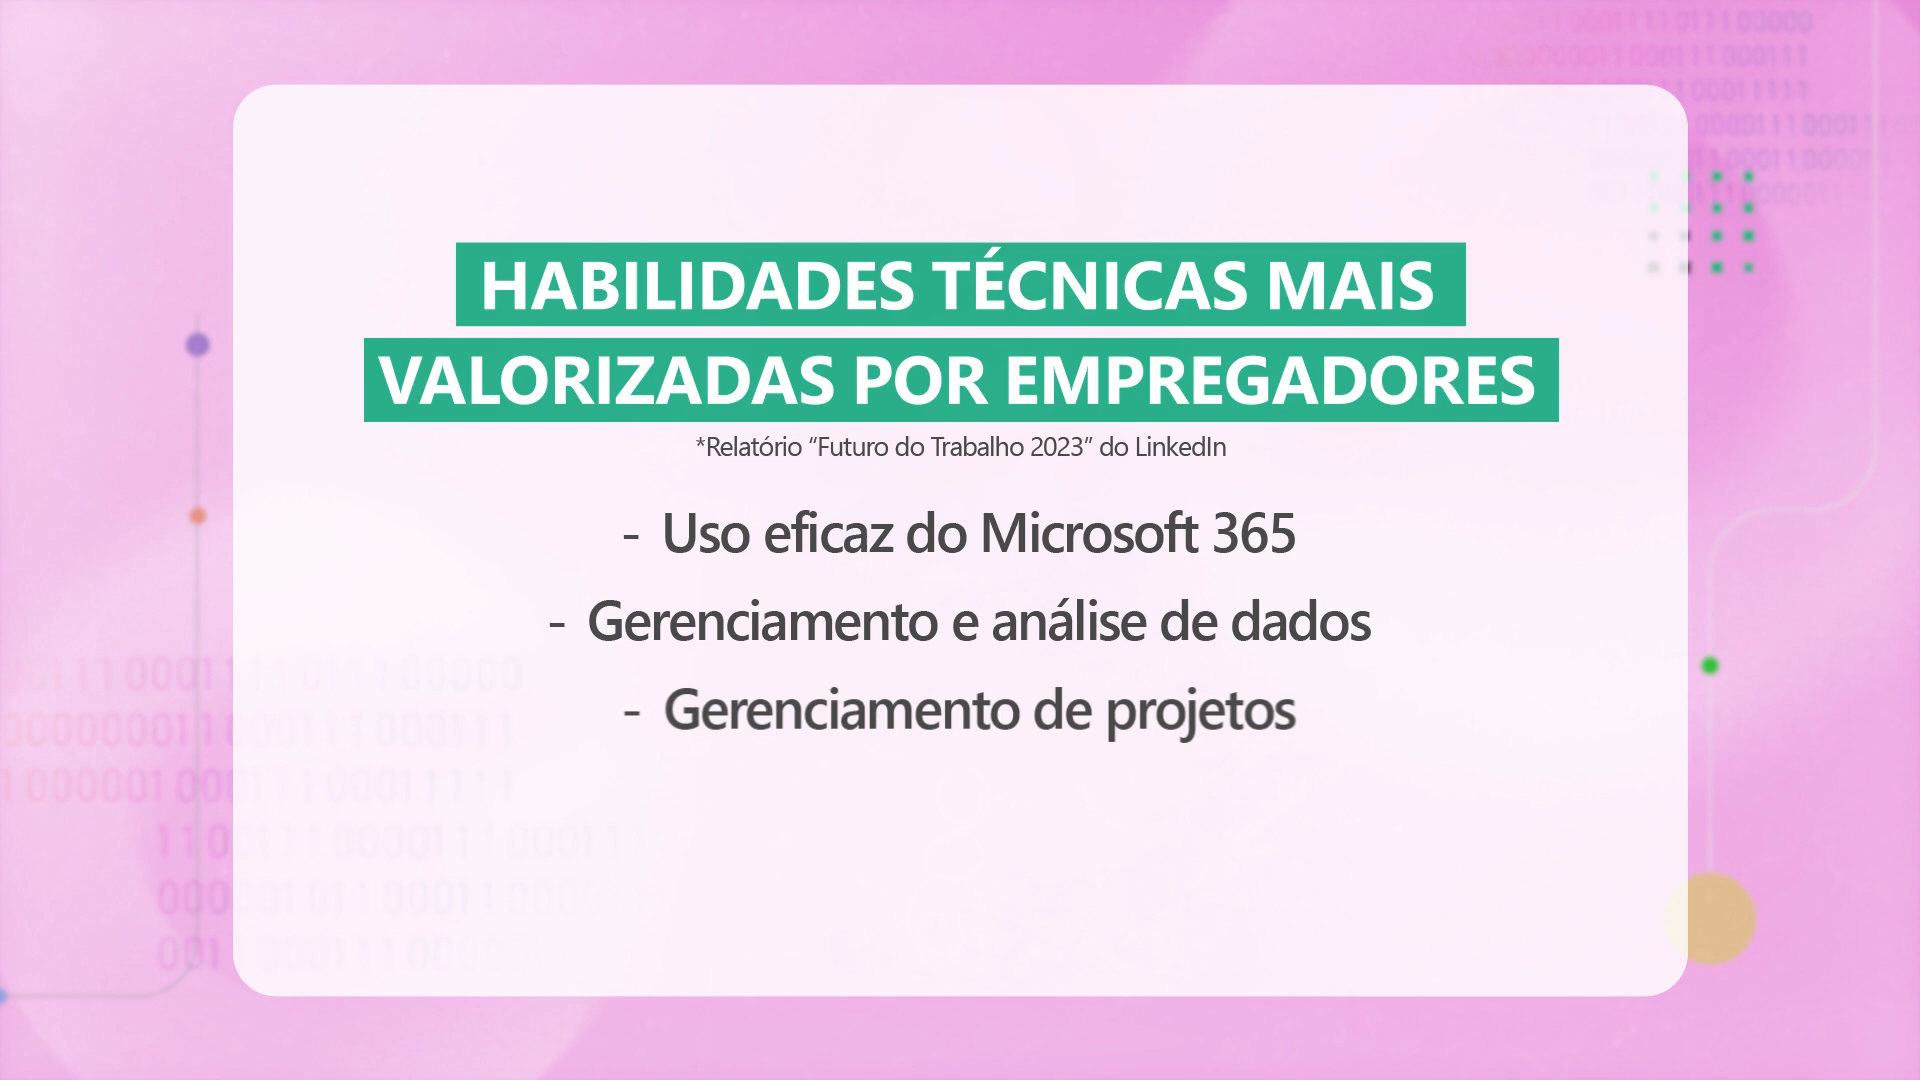 HABILIDADES TÉCNICAS MAIS
VALORIZADAS POR EMPREGADORES
*Relatório “Futuro do Trabalho 2023” do LinkedIn
- Uso eficaz do Microsoft 365
- Gerenciamento e análise de dados
- Gerenciamento de projetos